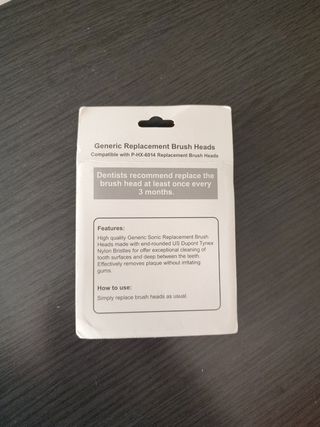 Generic Replacement Brush Heads
Compatible with P-HX-6014 Replacement Brush Heads
Dentists recommend replace the
brush head at least once every
3 months.
Features:
High quality Generic Sonic Replacement Brush
Heads made with end-rounded US Dupont Tynex
Nylon Bristles for offer exceptional cleaning of
tooth surfaces and deep between the teeth.
Effectively removes plaque without irritating
gums.
How to use:
Simply replace brush heads as usual.